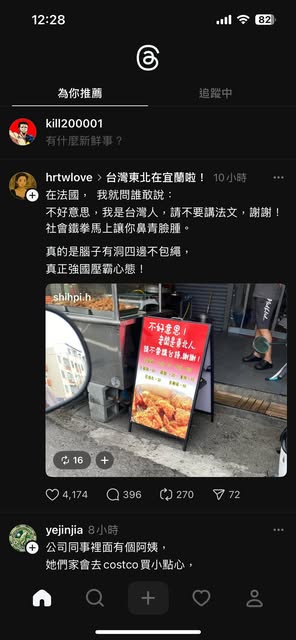 12:28
82
為你推薦
追蹤中
kill200001
有什麼新鮮事？
hrtwlove > 台灣東北在宜蘭啦！ 10小時
在法國， 我就問誰敢說：
不好意思，我是台灣人，請不要講法文，謝謝！
社會鐵拳馬上讓你鼻青臉腫。
真的是腦子有洞四邊不包繩，
真正強國壓霸心態！
shihpi.h
不好意思！
老闆是東北人
請不要講台語.謝謝！
16
4,174
396
270
72
yejinjia 8小時
公司同事裡面有個阿姨，
她們家會去costco買小點心，